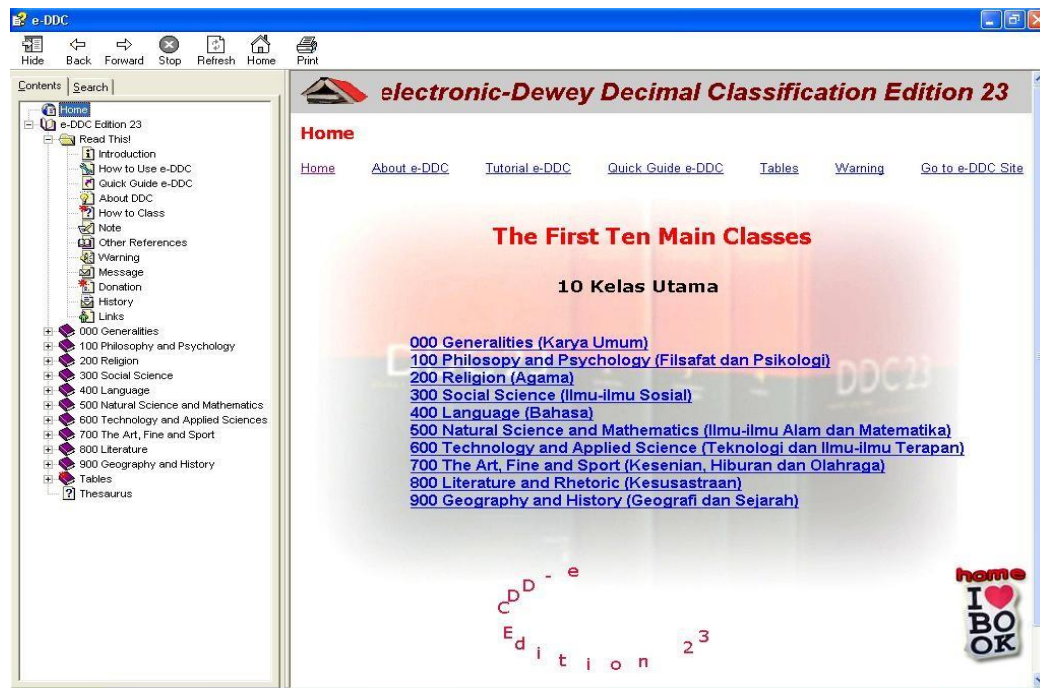 e-DDC
Hide Back Forward Stop Refresh Home Print
Contents Search
Home
e-DDC Edition 23
Read This!
Introduction
How to Use e-DDC
Quick Guide e-DDC
About DDC
How to Class
Note
Other References
Warning
Message
Donation
History
Links
000 Generalities
100 Philosophy and Psychology
200 Religion
300 Social Science
400 Language
500 Natural Science and Mathematics
600 Technology and Applied Sciences
700 The Art, Fine and Sport
800 Literature
900 Geography and History
Tables
Thesaurus
electronic-Dewey Decimal Classification Edition 23
Home
Home About e-DDC Tutorial e-DDC Quick Guide e-DDC Tables Warning Go to e-DDC Site
The First Ten Main Classes
10 Kelas Utama
000 Generalities (Karya Umum)
100 Philosopy and Psychology (Filsafat dan Psikologi)
200 Religion (Agama)
300 Social Science (Ilmu-ilmu Sosial)
400 Language (Bahasa)
500 Natural Science and Mathematics (Ilmu-ilmu Alam dan Matematika)
600 Technology and Applied Science (Teknologi dan Ilmu-ilmu Terapan)
700 The Art, Fine and Sport (Kesenian, Hiburan dan Olahraga)
800 Literature and Rhetoric (Kesusastraan)
900 Geography and History (Geografi dan Sejarah)
DDC23
e-DDC
Edition 23
home
I
BO
OK